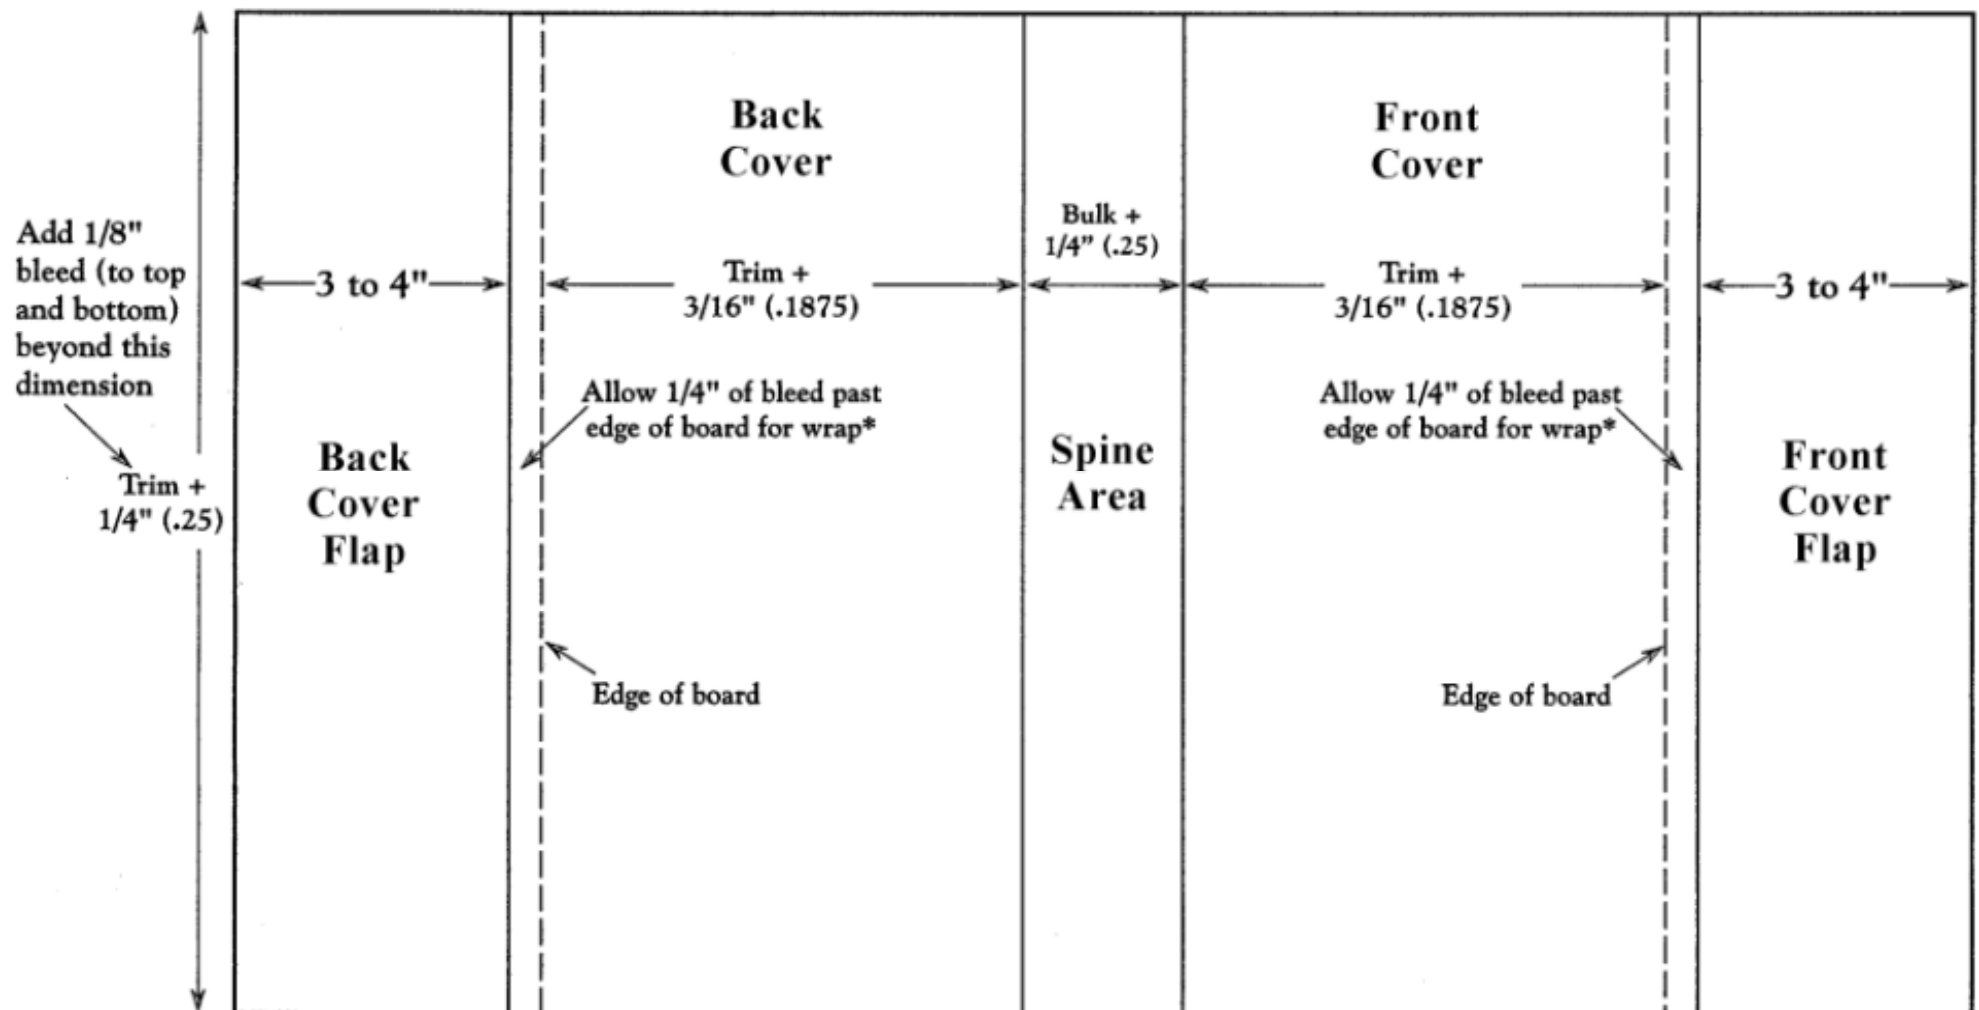 Add 1/8"
bleed (to top
and bottom)
beyond this
dimension
Trim +
1/4" (.25)
3 to 4"
Back
Cover
Flap
Back
Cover
Trim +
3/16" (.1875)
Allow 1/4" of bleed past
edge of board for wrap*
Edge of board
Bulk +
1/4" (.25)
Spine
Area
Front
Cover
Trim +
3/16" (.1875)
Allow 1/4" of bleed past
edge of board for wrap*
Edge of board
3 to 4"
Front
Cover
Flap